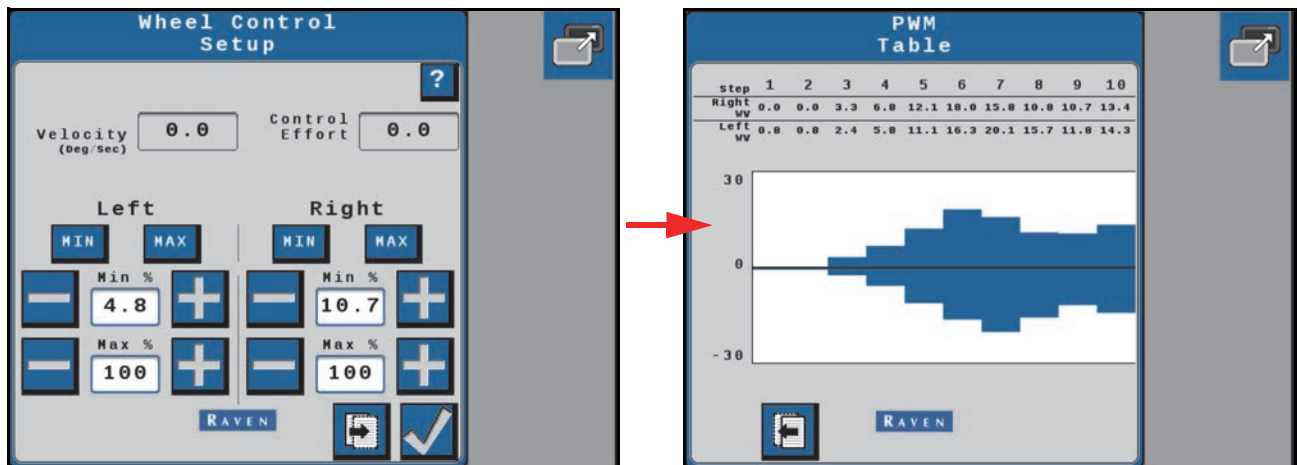 Wheel Control
Setup
?
Velocity
(Deg/Sec)
0.0
Control
Effort
0.0
Left
Right
MIN MAX MIN MAX
Min % Min %
4.8 10.7
Max % Max %
100 100
RAVEN
PWM
Table
Step 1 2 3 4 5 6 7 8 9 10
Right WV 0.0 0.0 3.3 6.8 12.1 18.0 15.8 10.8 10.7 13.4
Left WV 0.8 0.8 2.4 5.8 11.1 16.3 20.1 15.7 11.8 14.3
30
0
-30
RAVEN